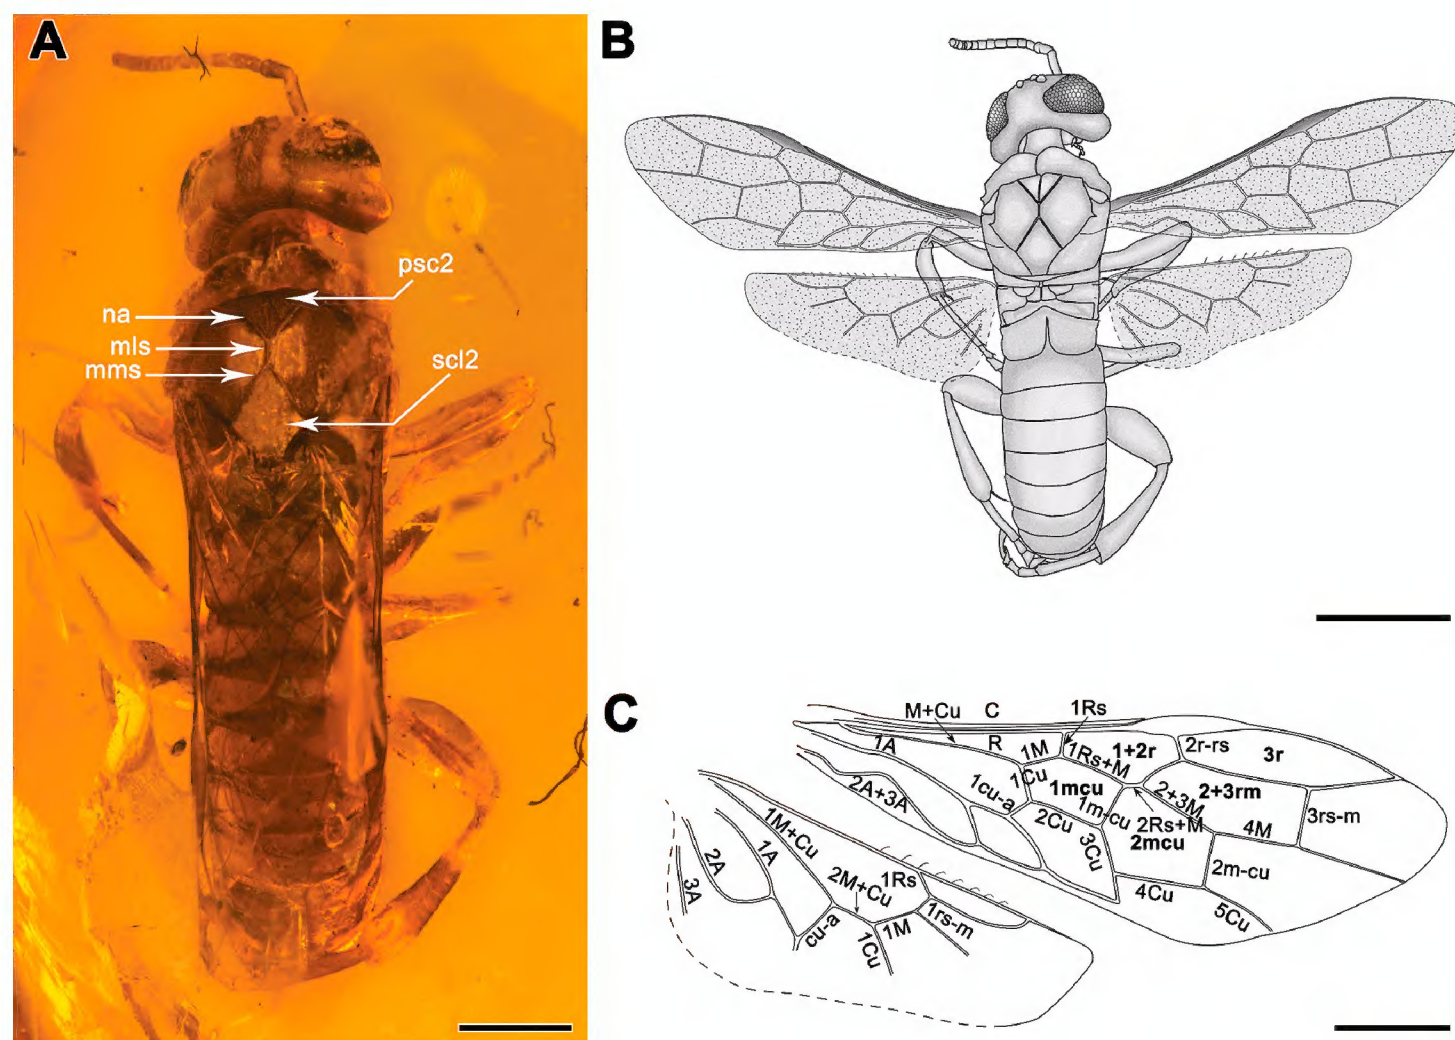 A
psc2
na
mls
mms
scl2
B
C
M+Cu
C
1Rs
1A
R
1M
1Rs+M
1+2r
2r-rs
3r
2A+3A
1cu-a
1Cu
1mcu
1m-cu
2+3M
2+3rm
3rs-m
2Cu
3Cu
2Rs+M
2mcu
4M
2m-cu
4Cu
5Cu
1M+Cu
1A
2A
3A
2M+Cu
1Rs
cu-a
1Cu
1M
1rs-m